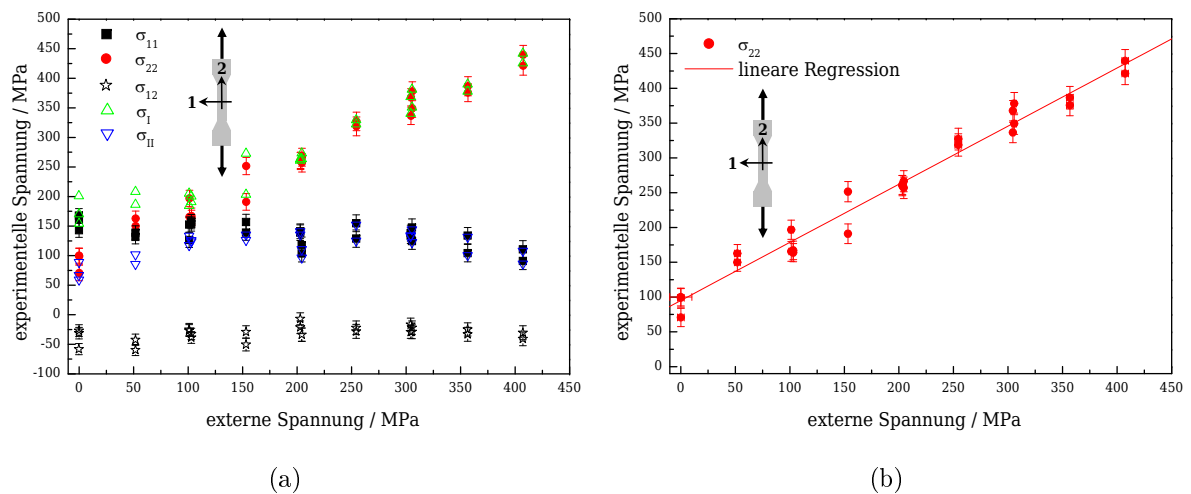 500
450
400
350
300
250
200
150
100
50
0
-50
-100
experimentelle Spannung / MPa
σ11
σ22
σ12
σI
σII
2
1
0 50 100 150 200 250 300 350 400 450
externe Spannung / MPa
(a)
500
450
400
350
300
250
200
150
100
50
0
experimentelle Spannung / MPa
σ22
lineare Regression
2
1
0 50 100 150 200 250 300 350 400 450
externe Spannung / MPa
(b)